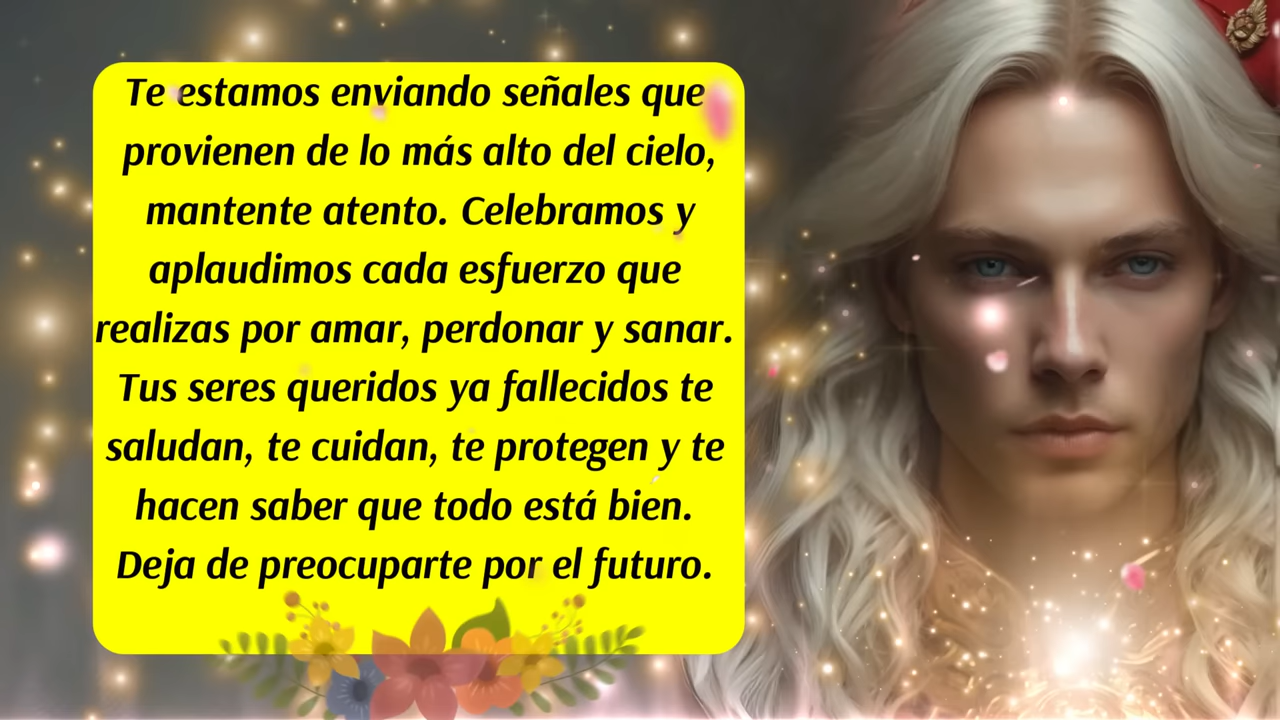 Te estamos enviando señales que
provienen de lo más alto del cielo,
mantente atento. Celebramos y
aplaudimos cada esfuerzo que
realizas por amar, perdonar y sanar.
Tus seres queridos ya fallecidos te
saludan, te cuidan, te protegen y te
hacen saber que todo está bien.
Deja de preocuparte por el futuro.